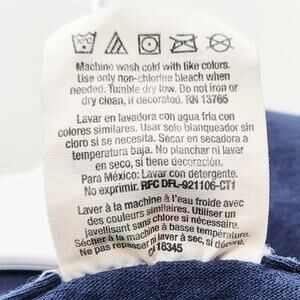 Machine wash cold with like colors.
Use only non-chlorine bleach when
needed. Tumble dry low. Do not iron or
dry clean, if decorated. RN 13765
Lavar en lavadora con agua fría con
colores similares. Usar solo blanqueador sin
cloro si se necesita. Secar en secadora a
temperatura baja. No planchar ni lavar
en seco, si tiene decoración.
Para México: Lavar con detergente.
No exprimir. RFC DFL-921106-CT1
Laver à la machine à l'eau froide avec
des couleurs similaires. Utiliser un
javellisant sans chlore si nécessaire.
Sécher à la machine à basse température.
Ne pas repasser ni nettoyer
à sec, si décoré.
CA 18345